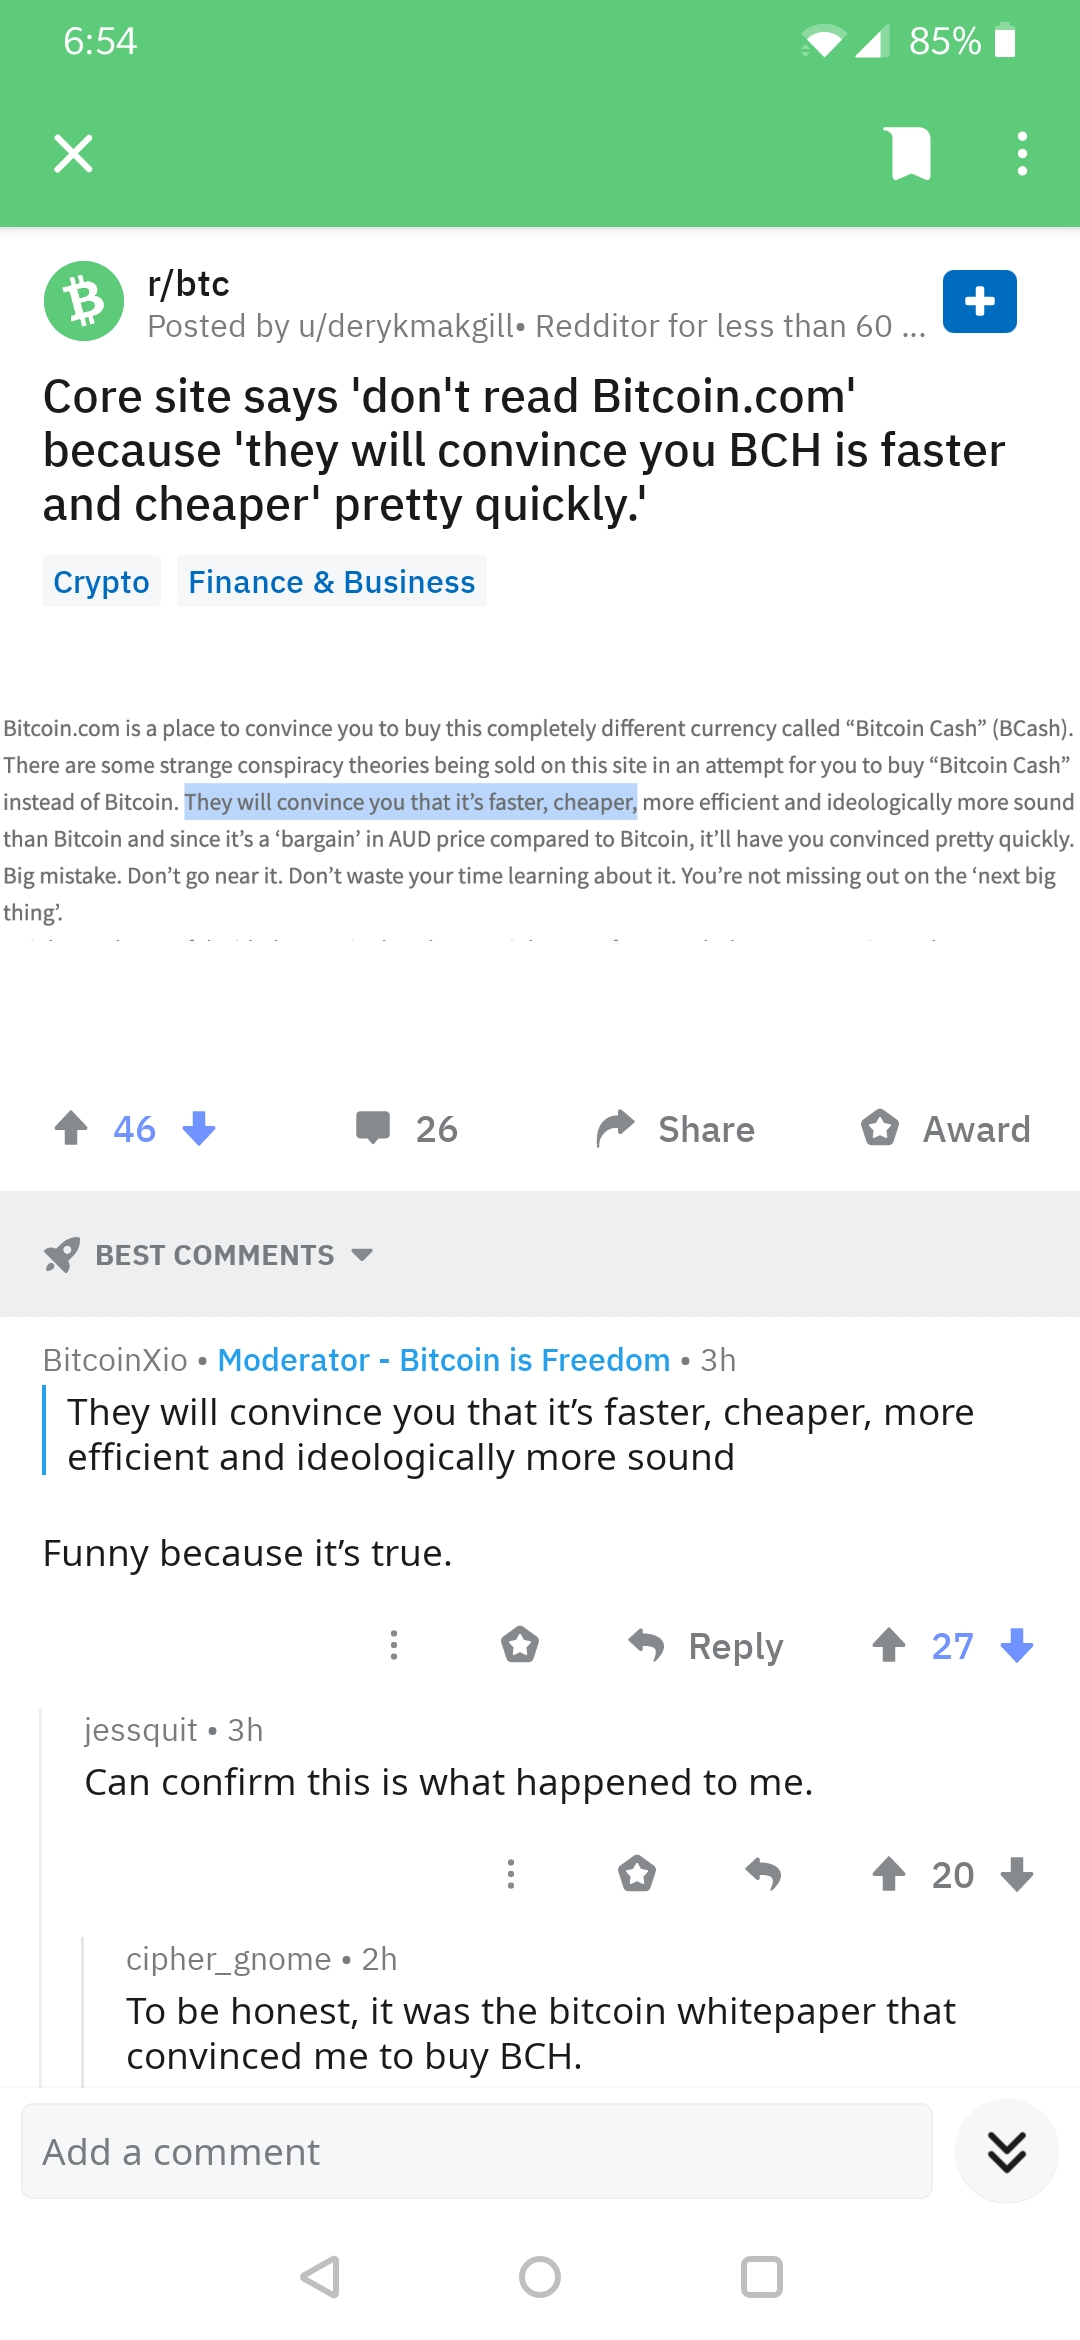 6:54
85%
r/btc
Posted by u/derykmakgill• Redditor for less than 60 ...
Core site says 'don't read Bitcoin.com'
because 'they will convince you BCH is faster
and cheaper' pretty quickly.'
Crypto Finance & Business
Bitcoin.com is a place to convince you to buy this completely different currency called “Bitcoin Cash” (BCash).
There are some strange conspiracy theories being sold on this site in an attempt for you to buy “Bitcoin Cash”
instead of Bitcoin. They will convince you that it’s faster, cheaper, more efficient and ideologically more sound
than Bitcoin and since it’s a ‘bargain’ in AUD price compared to Bitcoin, it’ll have you convinced pretty quickly.
Big mistake. Don’t go near it. Don’t waste your time learning about it. You’re not missing out on the ‘next big
thing’.
46 26 Share Award
BEST COMMENTS
BitcoinXio • Moderator - Bitcoin is Freedom • 3h
They will convince you that it’s faster, cheaper, more
efficient and ideologically more sound
Funny because it’s true.
Reply 27
jessquit • 3h
Can confirm this is what happened to me.
20
cipher_gnome • 2h
To be honest, it was the bitcoin whitepaper that
convinced me to buy BCH.
Add a comment